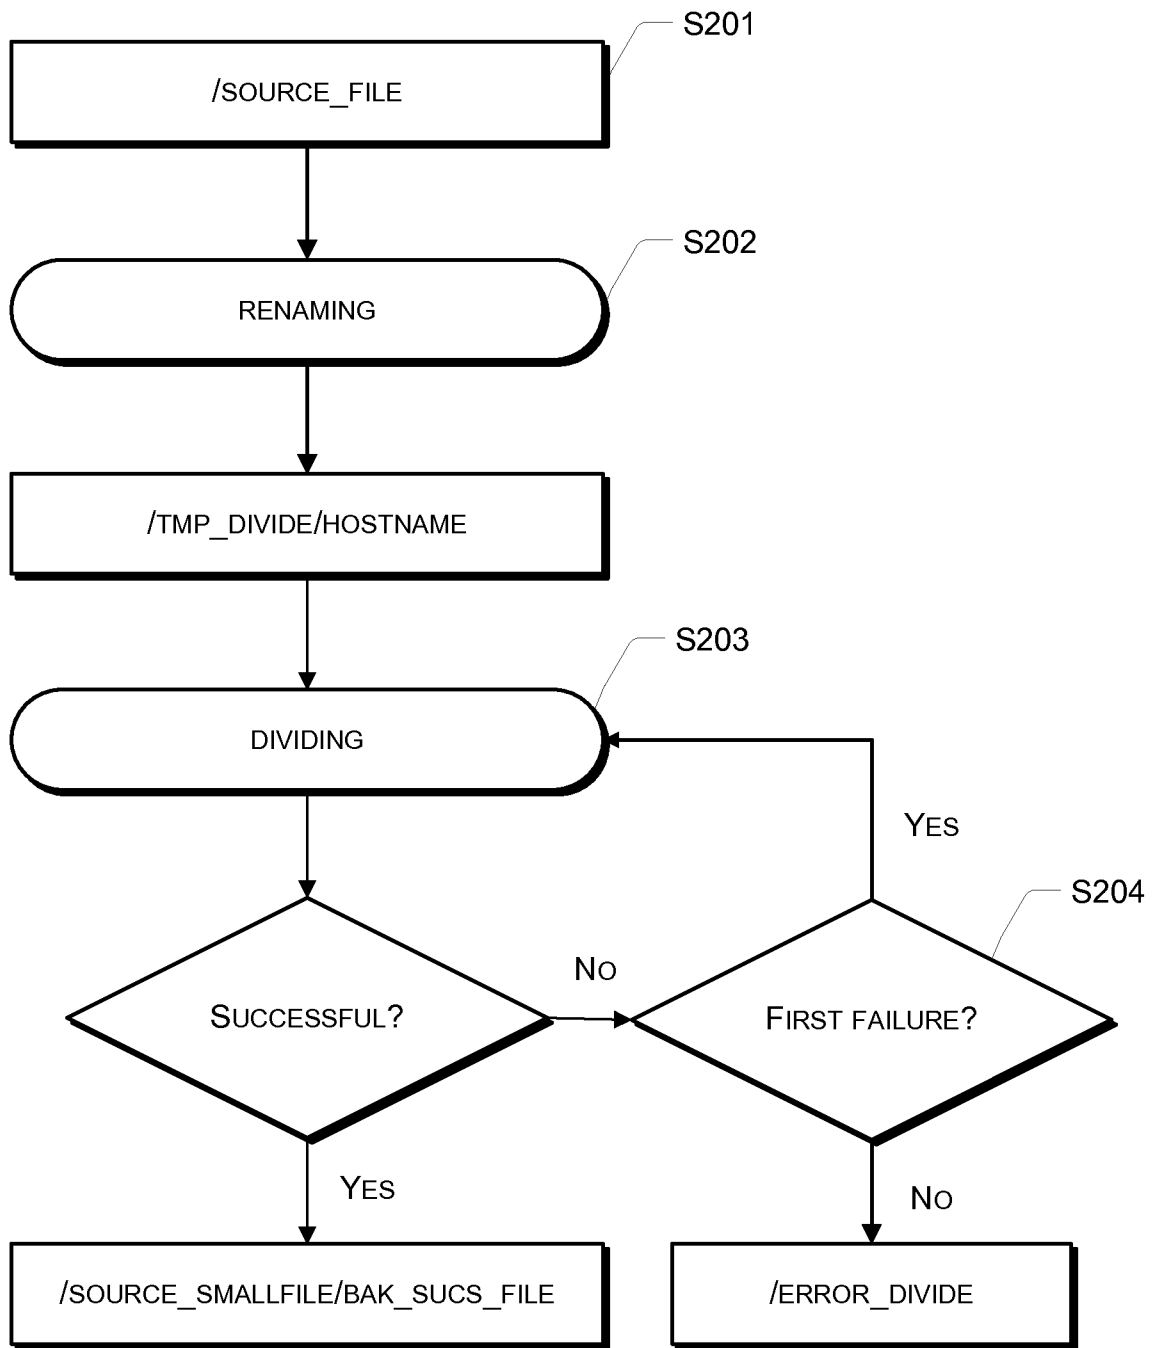 S201
/SOURCE_FILE
S202
RENAMING
/TMP_DIVIDE/HOSTNAME
S203
DIVIDING
YES
S204
NO
SUCCESSFUL?
FIRST FAILURE?
YES
NO
/SOURCE_SMALLFILE/BAK_SUCS_FILE
/ERROR_DIVIDE